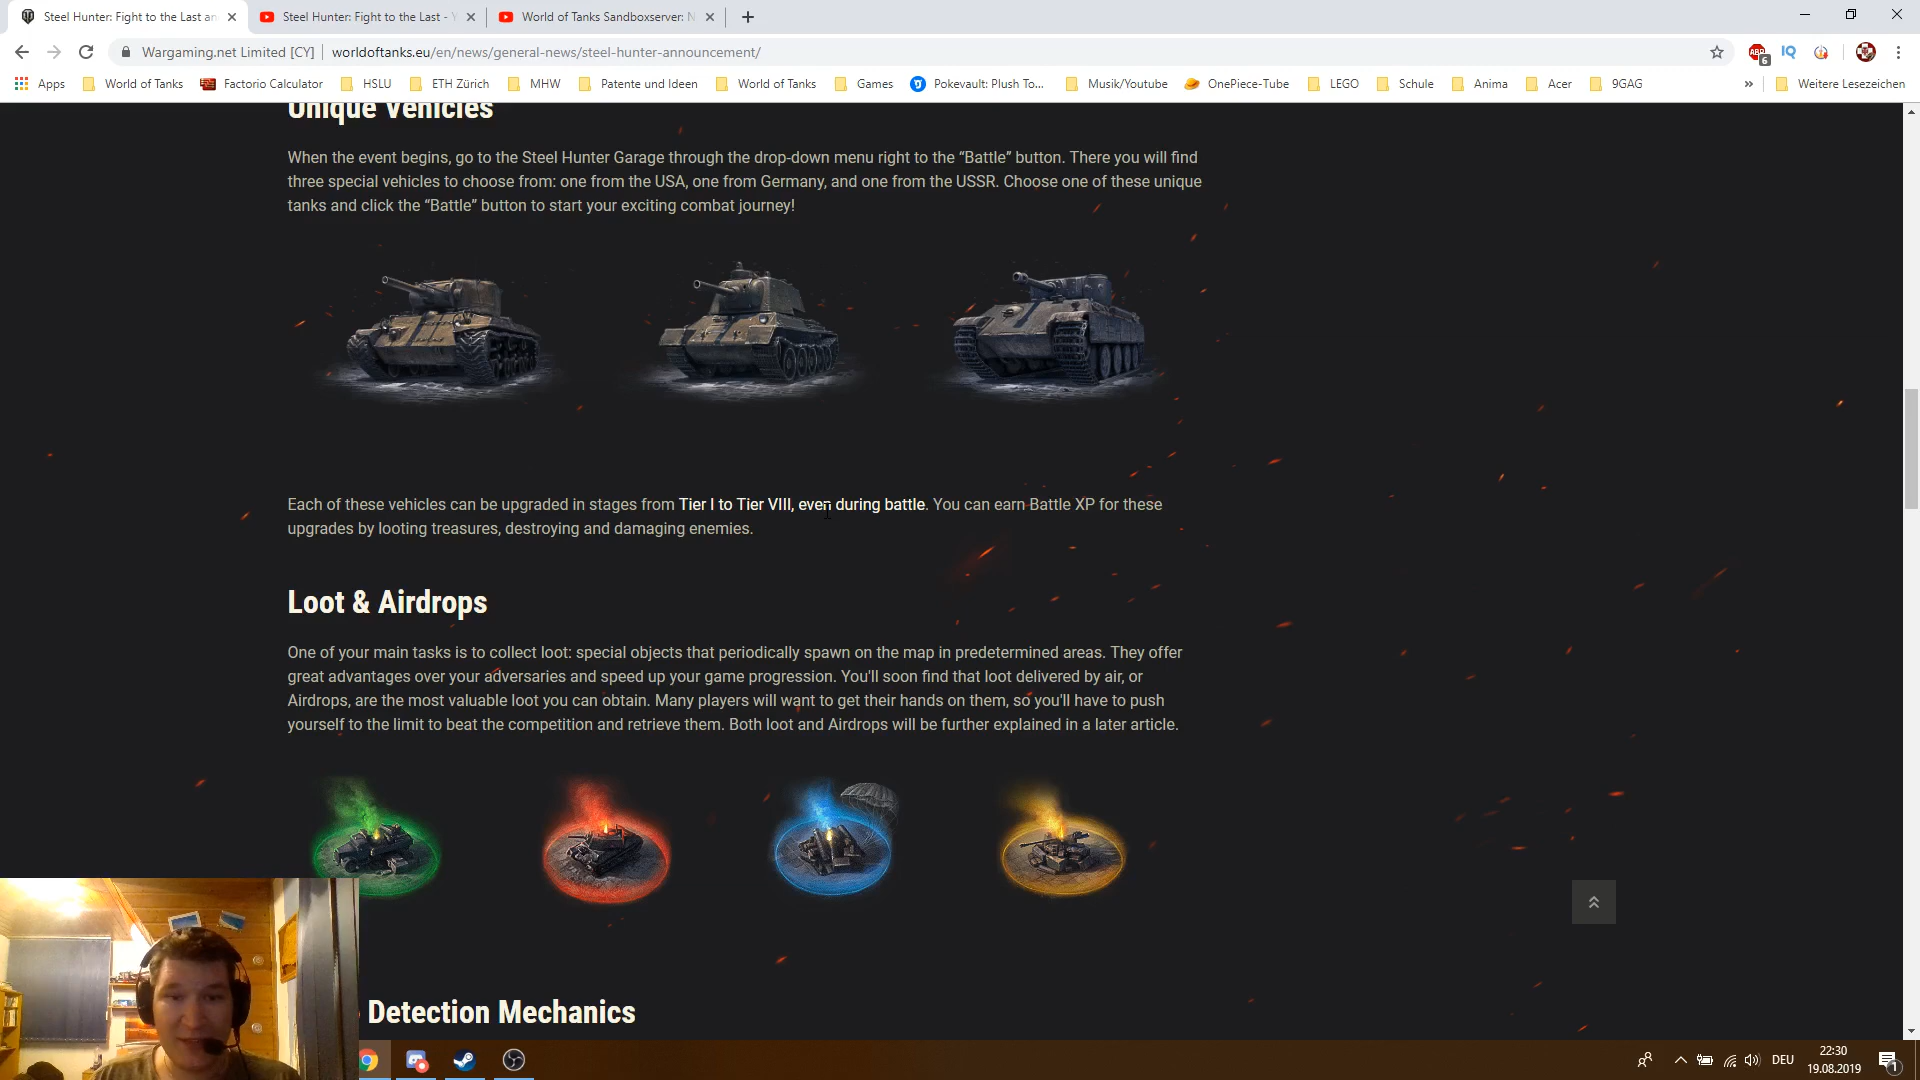 Steel Hunter: Fight to the Last an
Steel Hunter: Fight to the Last - Y
World of Tanks Sandboxserver: N
Wargaming.net Limited [CY] | worldoftanks.eu/en/news/general-news/steel-hunter-announcement/
ABP
6
IQ
Apps World of Tanks Factorio Calculator HSLU ETH Zürich MHW Patente und Ideen World of Tanks Games Pokevault: Plush To... Musik/Youtube OnePiece-Tube LEGO Schule Anima Acer 9GAG » Weitere Lesezeichen
Unique Vehicles
When the event begins, go to the Steel Hunter Garage through the drop-down menu right to the “Battle” button. There you will find
three special vehicles to choose from: one from the USA, one from Germany, and one from the USSR. Choose one of these unique
tanks and click the “Battle” button to start your exciting combat journey!
Each of these vehicles can be upgraded in stages from Tier I to Tier VIII, even during battle. You can earn Battle XP for these
upgrades by looting treasures, destroying and damaging enemies.
Loot & Airdrops
One of your main tasks is to collect loot: special objects that periodically spawn on the map in predetermined areas. They offer
great advantages over your adversaries and speed up your game progression. You'll soon find that loot delivered by air, or
Airdrops, are the most valuable loot you can obtain. Many players will want to get their hands on them, so you'll have to push
yourself to the limit to beat the competition and retrieve them. Both loot and Airdrops will be further explained in a later article.
Detection Mechanics
DEU
22:30
19.08.2019
1